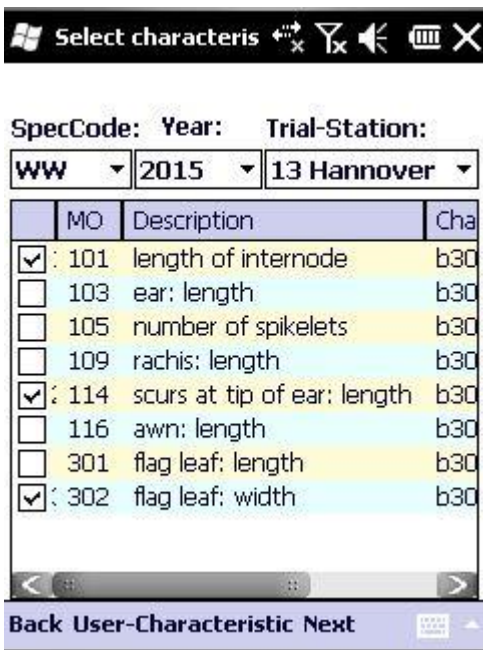 Select characteris
SpecCode: Year: Trial-Station:
WW 2015 13 Hannover
MO Description Cha
101 length of internode b30
103 ear: length b30
105 number of spikelets b30
109 rachis: length b30
114 scurs at tip of ear: length b30
116 awn: length b30
301 flag leaf: length b30
302 flag leaf: width b30
Back User-Characteristic Next